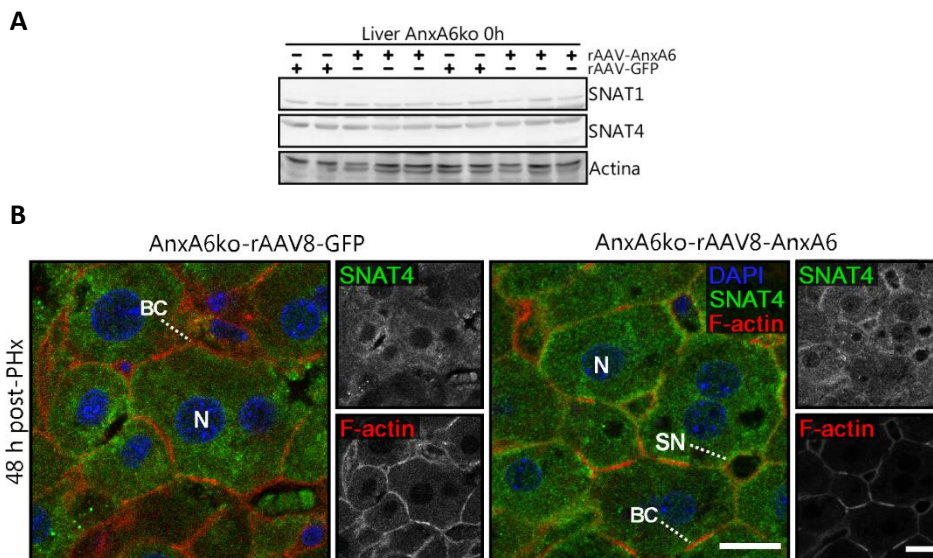 A
Liver AnxA6ko 0h
− − + + + − − + + + rAAV-AnxA6
+ + − − − + + − − − rAAV-GFP
SNAT1
SNAT4
Actina
B
AnxA6ko-rAAV8-GFP
AnxA6ko-rAAV8-AnxA6
48 h post-PHx
BC
N
SNAT4
F-actin
DAPI
SNAT4
F-actin
N
SN
BC
SNAT4
F-actin